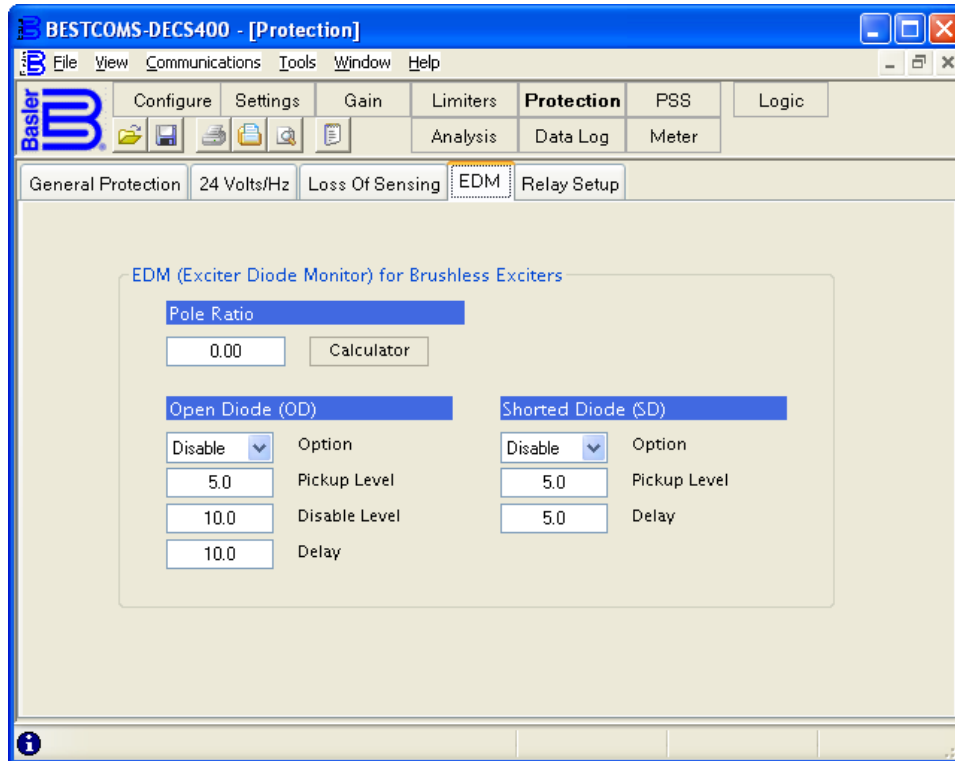 BESTCOMS-DECS400 - [Protection]
File View Communications Tools Window Help
Basler
Configure Settings Gain Limiters Protection PSS Logic
Analysis Data Log Meter
General Protection 24 Volts/Hz Loss Of Sensing EDM Relay Setup
EDM (Exciter Diode Monitor) for Brushless Exciters
Pole Ratio
0.00 Calculator
Open Diode (OD) Shorted Diode (SD)
Disable Option Disable Option
5.0 Pickup Level 5.0 Pickup Level
10.0 Disable Level 5.0 Delay
10.0 Delay